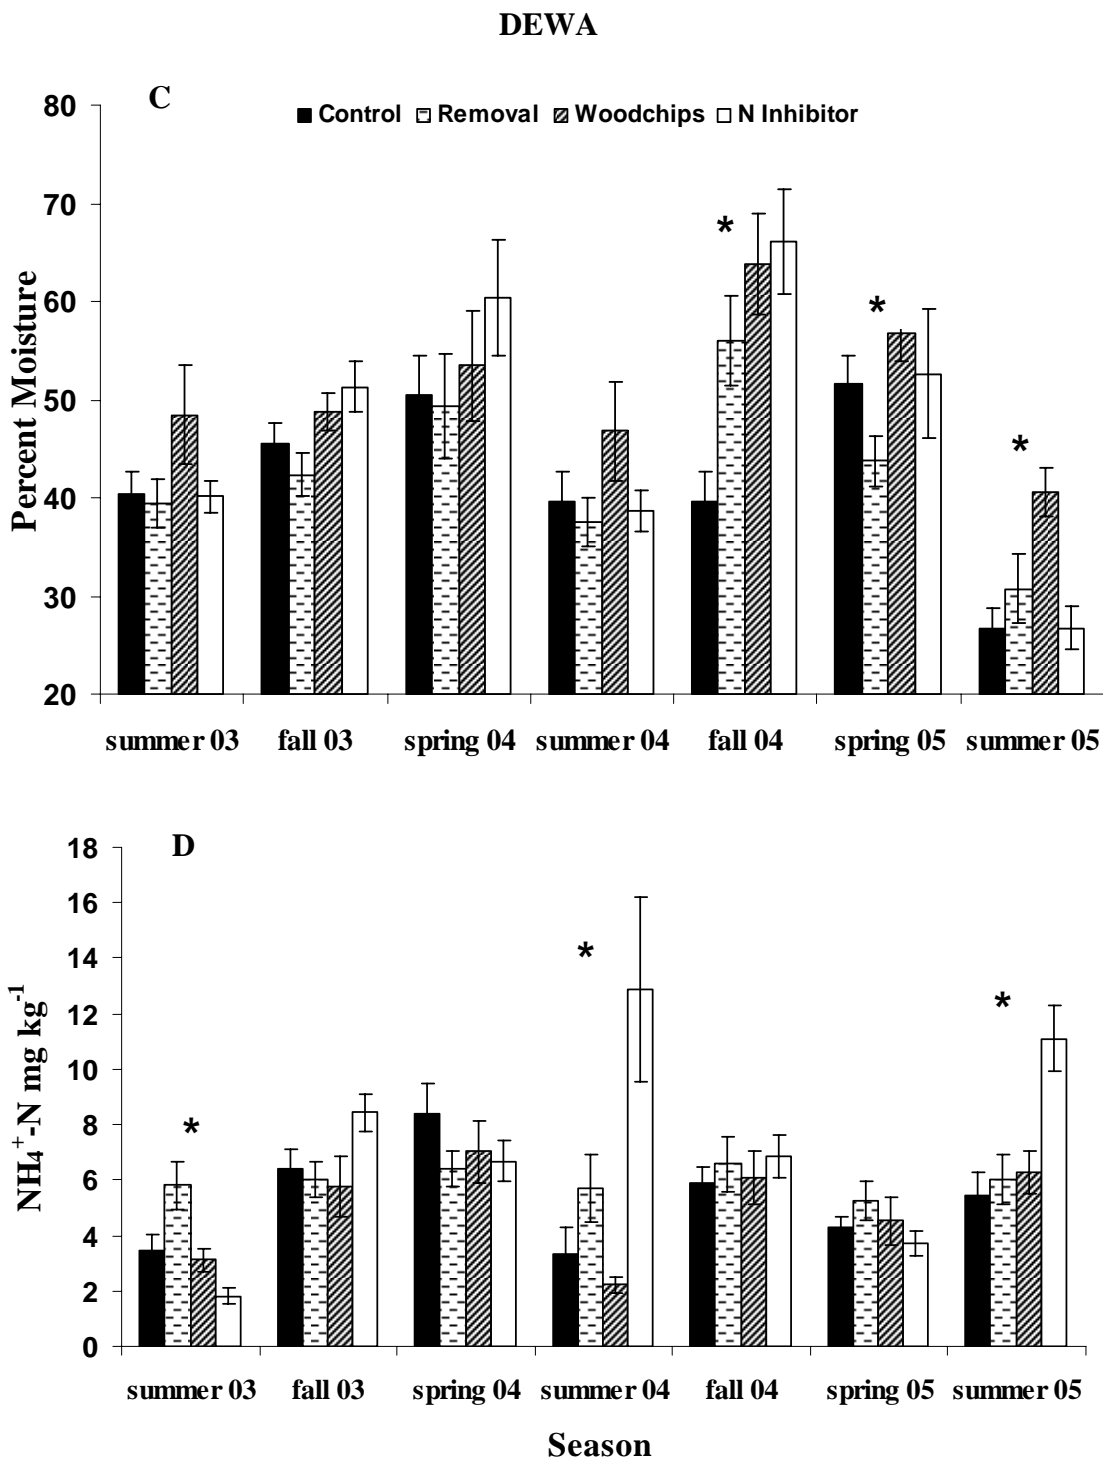 DEWA
C
Control Removal Woodchips N Inhibitor
80
70
60
50
40
30
20
Percent Moisture
*
*
*
summer 03 fall 03 spring 04 summer 04 fall 04 spring 05 summer 05
D
18
16
14
12
10
8
6
4
2
0
NH₄⁺-N mg kg⁻¹
*
*
*
summer 03 fall 03 spring 04 summer 04 fall 04 spring 05 summer 05
Season